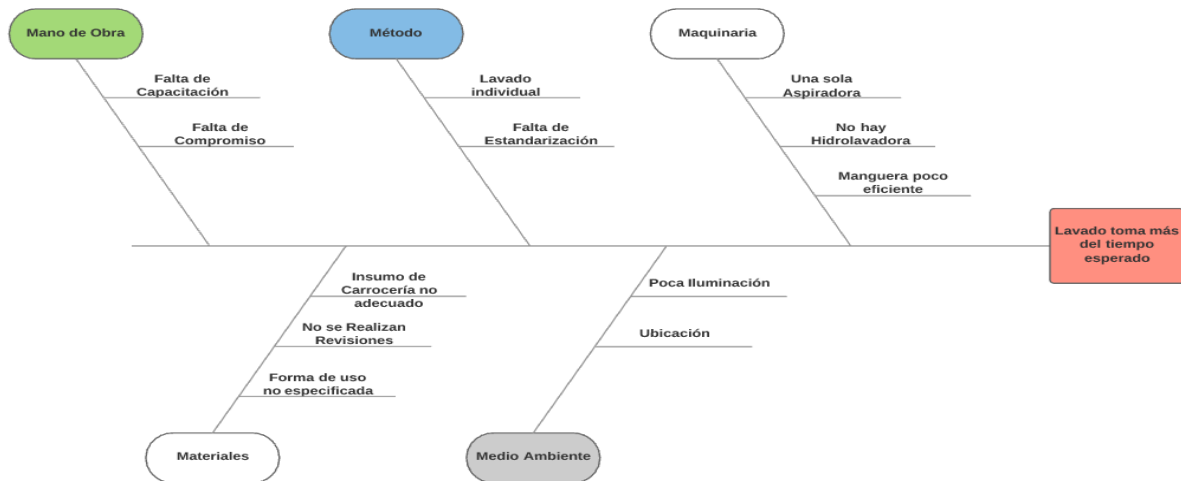 Mano de Obra
Método
Maquinaria
Falta de
Capacitación
Falta de
Compromiso
Lavado
individual
Falta de
Estandarización
Una sola
Aspiradora
No hay
Hidrolavadora
Manguera poco
eficiente
Lavado toma más
del tiempo
esperado
Insumo de
Carrocería no
adecuado
No se Realizan
Revisiones
Forma de uso
no especificada
Poca Iluminación
Ubicación
Materiales
Medio Ambiente